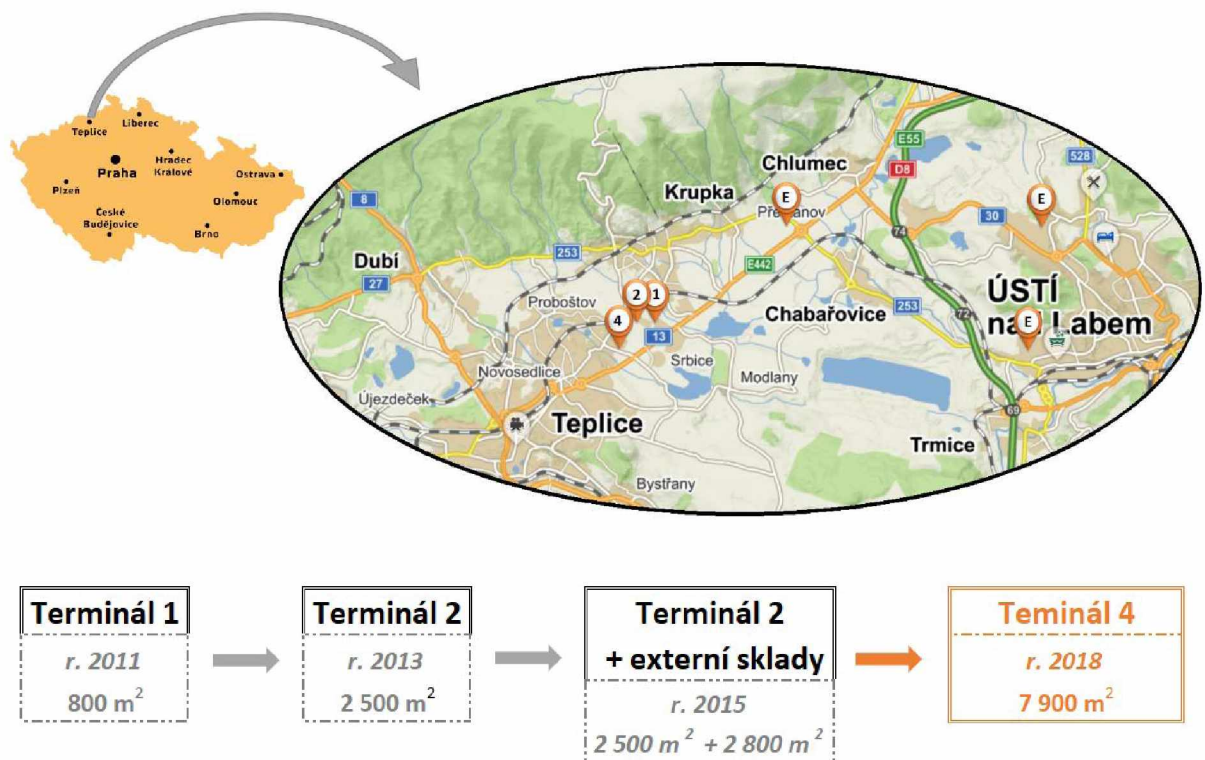 Teplice
Liberec
Praha
Hradec
Králové
Ostrava
Plzeň
Olomouc
České
Budějovice
Brno
E55
Chlumec
D8
528
Krupka
E
E
8
30
74
253
Dubí
E442
27
ÚSTÍ
Proboštov
2
1
253
nad Labem
Chabařovice
72
4
13
E
Srbice
Novosedlice
Modlany
Újezdeček
69
Teplice
Trmice
Bystřany
Terminál 1
r. 2011
800 m²
Terminál 2
r. 2013
2 500 m²
Terminál 2
+ externí sklady
r. 2015
2 500 m² + 2 800 m²
Teminál 4
r. 2018
7 900 m²